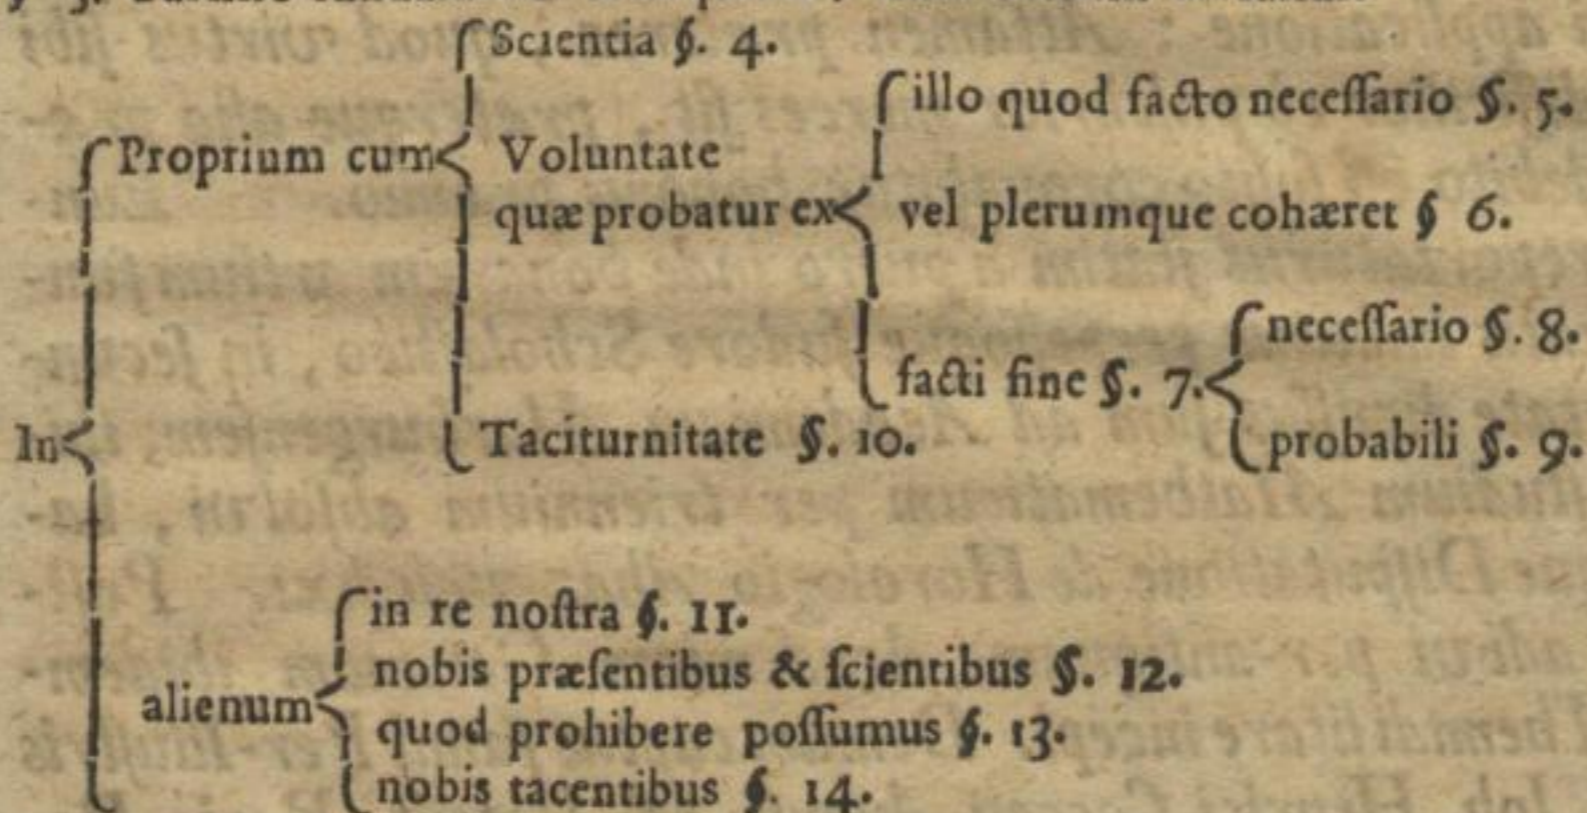 Scientia §. 4.
illo quod facto neceſſario §. 5.
Proprium cum Voluntate
quæ probatur ex vel plerumque cohæret § 6.
neceſſario §. 8.
facti fine §. 7.
In Taciturnitate §. 10. probabili §. 9.
in re noſtra §. 11.
nobis præſentibus & ſcientibus §. 12.
alienum
quod prohibere poſſumus §. 13.
nobis tacentibus §. 14.